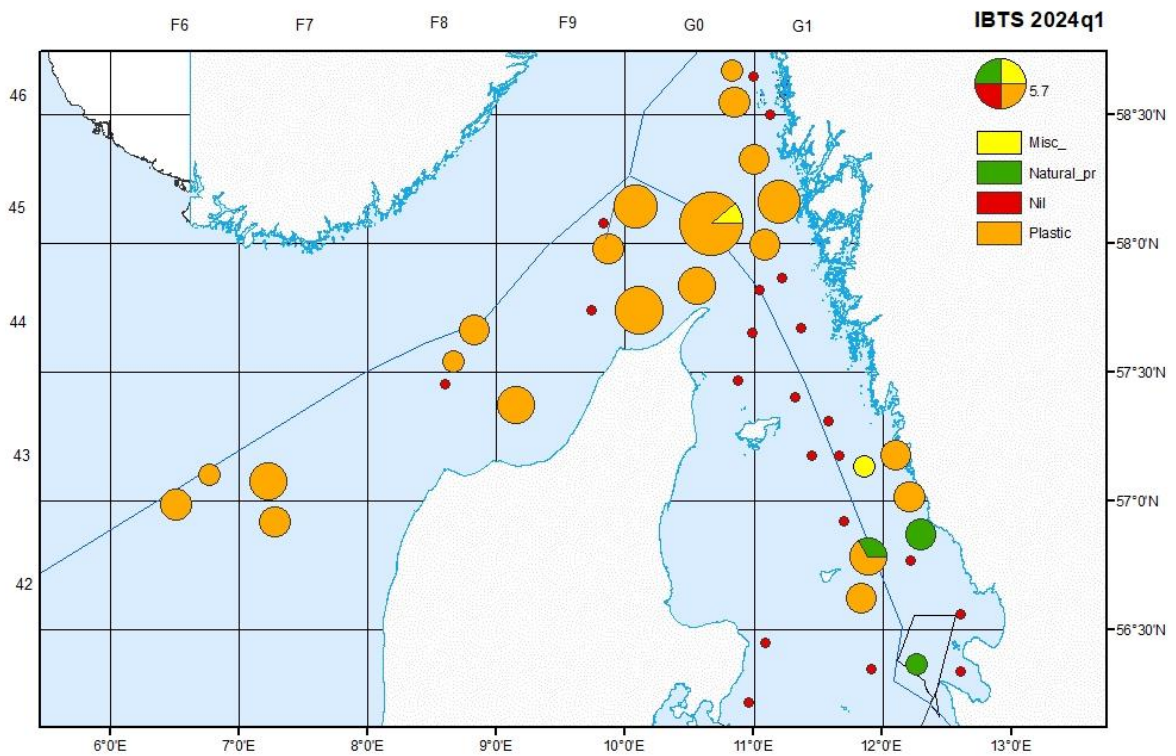 F6 F7 F8 F9 G0 G1 IBTS 2024q1
46
45
44
43
42
5.7
Misc_
Natural_pr
Nil
Plastic
58°30'N
58°0'N
57°30'N
57°0'N
56°30'N
6°0'E 7°0'E 8°0'E 9°0'E 10°0'E 11°0'E 12°0'E 13°0'E